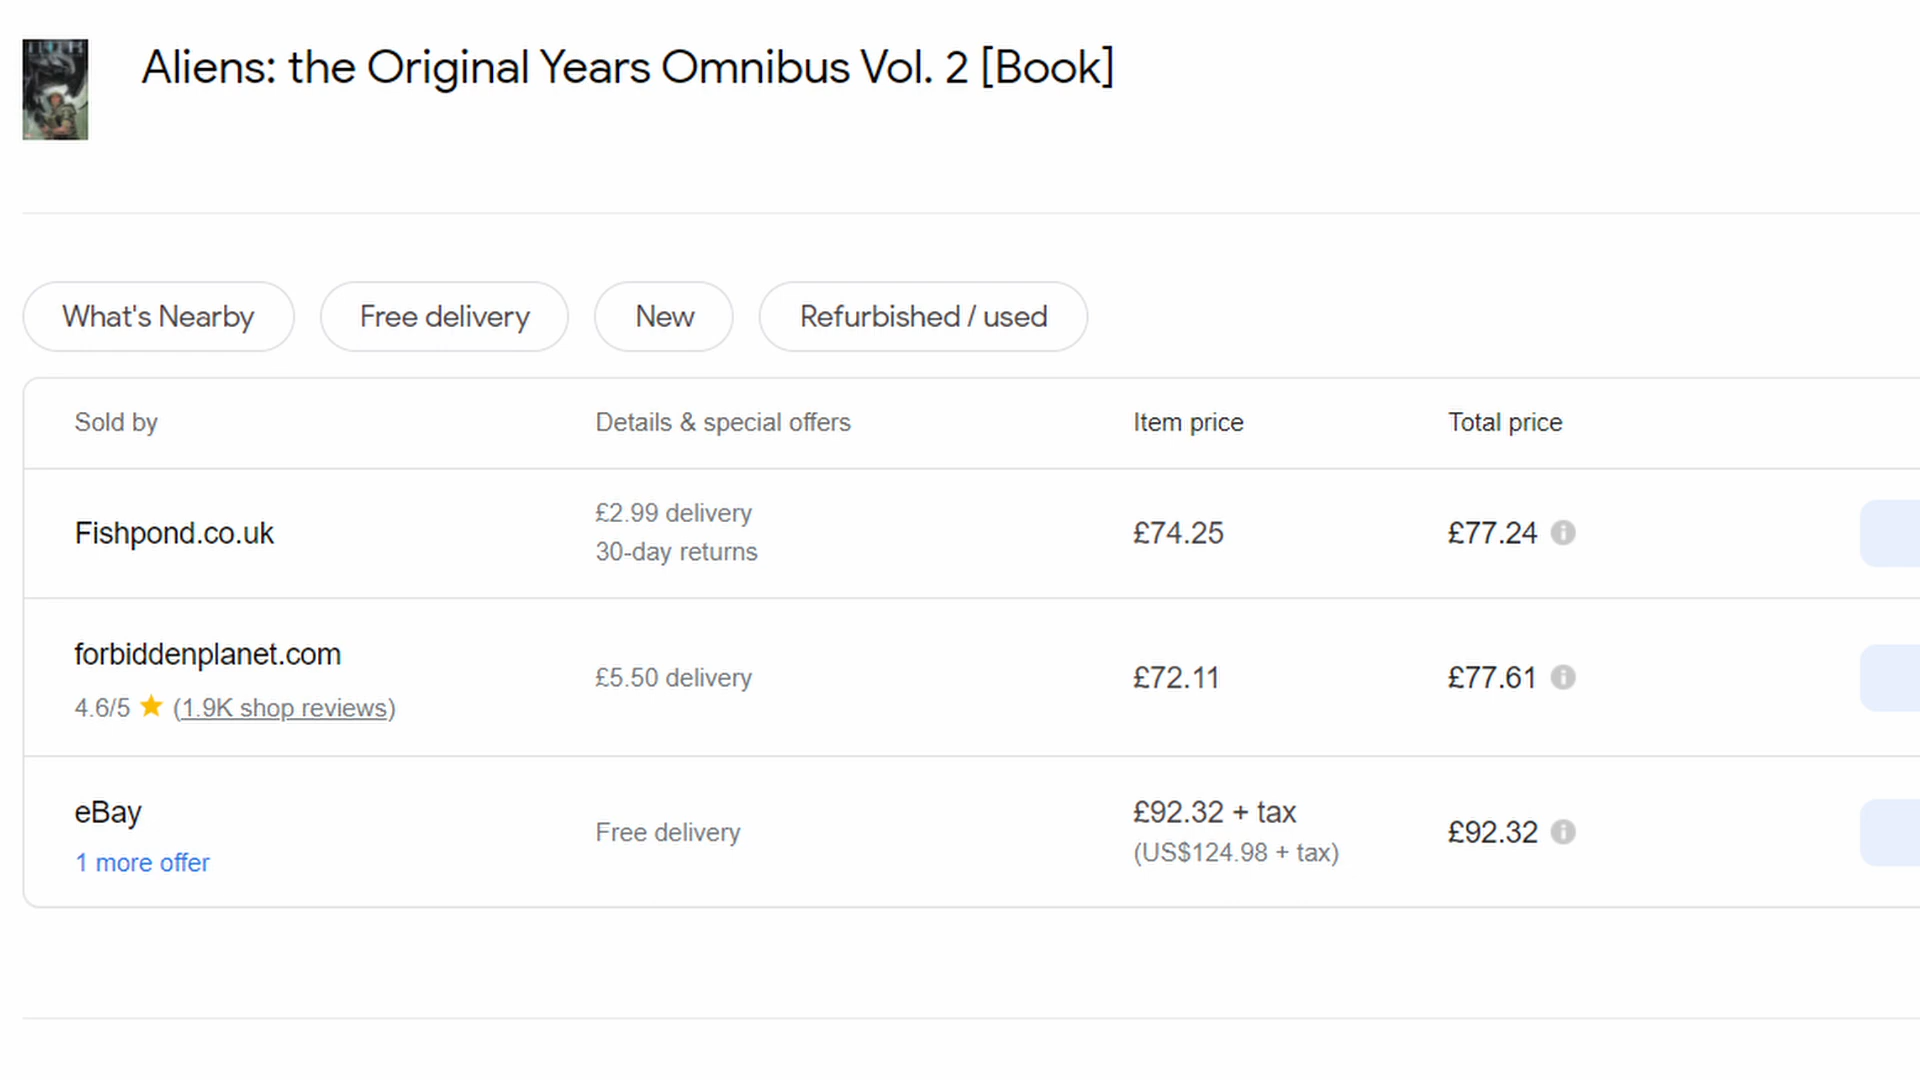 Aliens: the Original Years Omnibus Vol. 2 [Book]
What's Nearby
Free delivery
New
Refurbished / used
Sold by
Details & special offers
Item price
Total price
Fishpond.co.uk
£2.99 delivery
30-day returns
£74.25
£77.24
forbiddenplanet.com
4.6/5 ★ (1.9K shop reviews)
£5.50 delivery
£72.11
£77.61
eBay
1 more offer
Free delivery
£92.32 + tax
(US$124.98 + tax)
£92.32